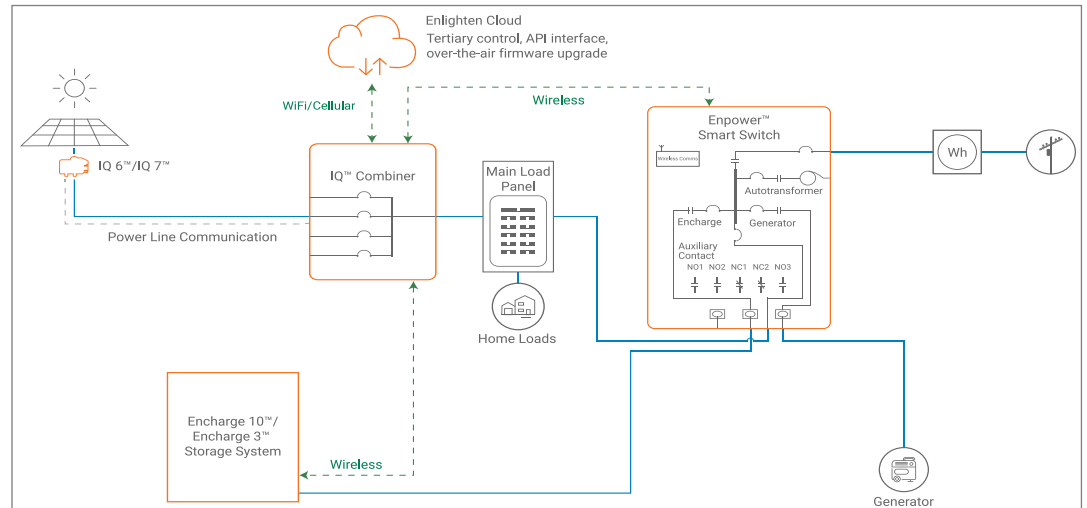 Enlighten Cloud
Tertiary control, API interface,
over-the-air firmware upgrade
WiFi/Cellular
Wireless
Enpower™
Smart Switch
Wireless Comms
IQ 6™/IQ 7™
IQ™ Combiner
Main Load
Panel
Wh
Autotransformer
Encharge
Generator
Power Line Communication
Auxiliary
Contact
NO1 NO2 NC1 NC2 NO3
Home Loads
Encharge 10™/
Encharge 3™
Storage System
Wireless
Generator